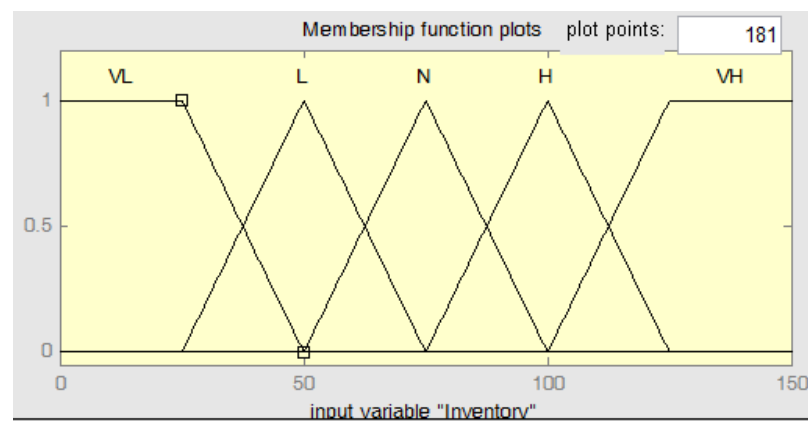 Membership function plots plot points: 181
VL L N H VH
1
0.5
0
0 50 100 150
input variable "Inventory"